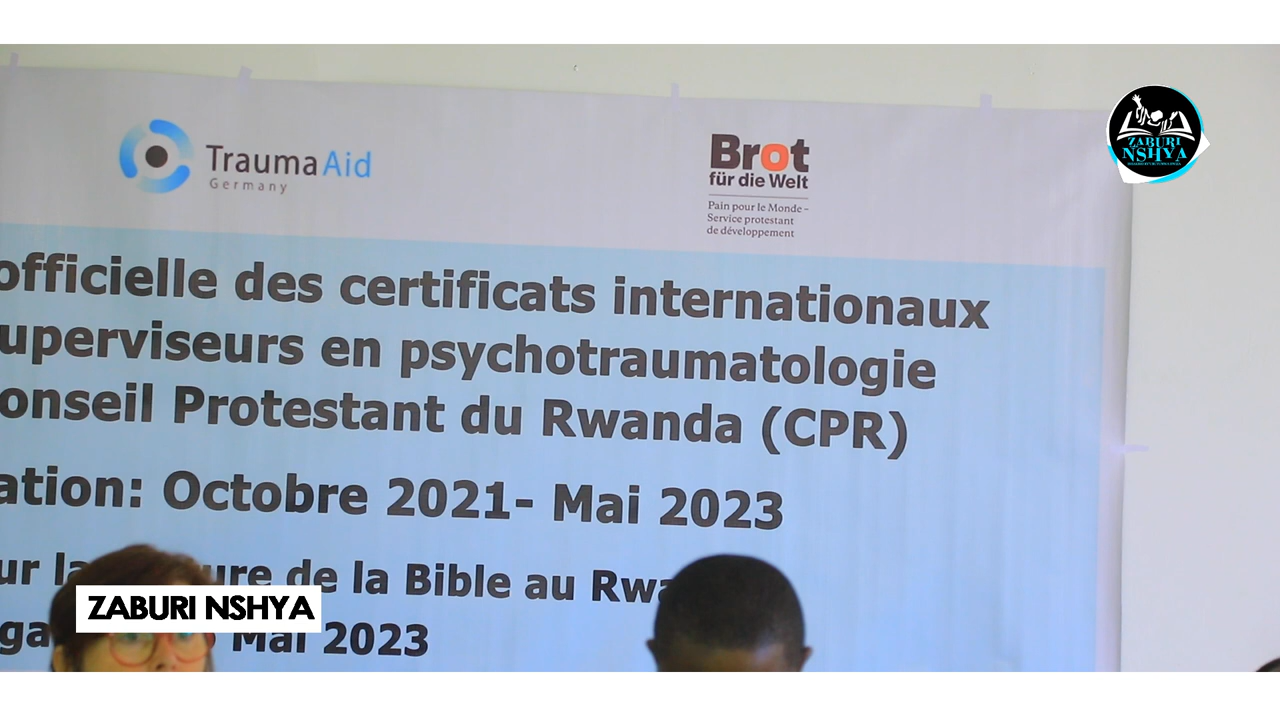 TraumaAid
Germany
Brot
für die Welt
Pain pour le Monde –
Service protestant
de développement
ZABURI
NSHYA
officielle des certificats internationaux
uperviseurs en psychotraumatologie
onseil Protestant du Rwanda (CPR)
ation: Octobre 2021- Mai 2023
ur la ure de la Bible au Rwa
ga Mai 2023
ZABURI NSHYA